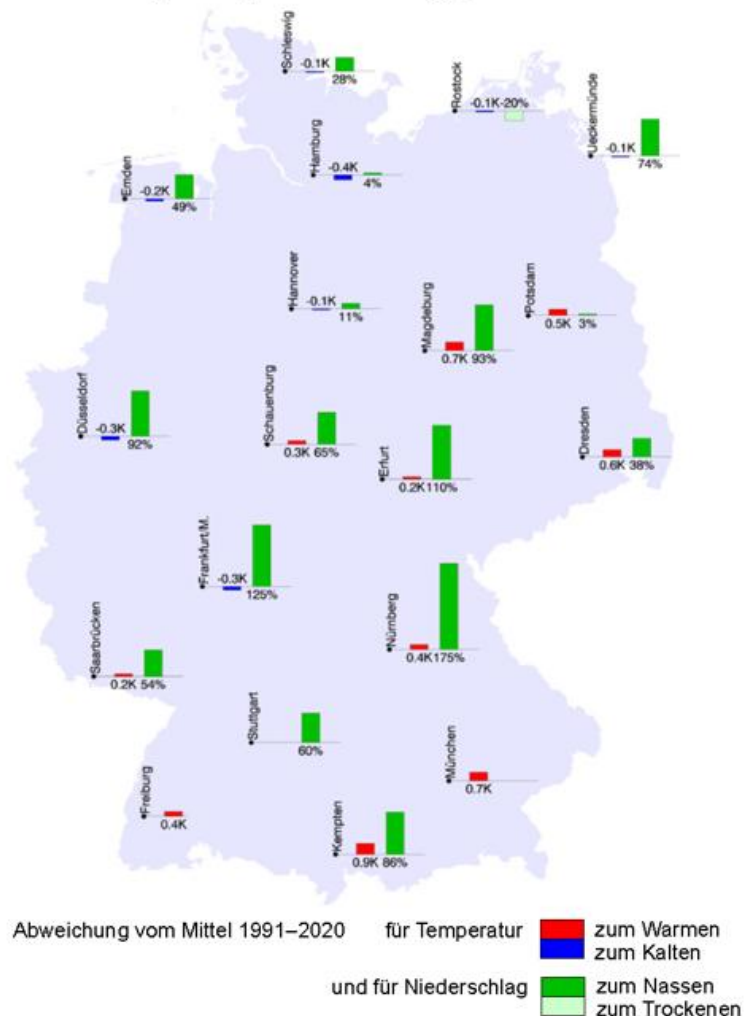 Schleswig
-0.1K
28%
Rostock
-0.1K
-20%
Ueckermünde
-0.1K
74%
Hamburg
-0.4K
4%
Emden
-0.2K
49%
Hannover
-0.1K
11%
Magdeburg
0.7K 93%
Potsdam
0.5K 3%
Düsseldorf
-0.3K
92%
Schauenburg
0.3K 65%
Erfurt
0.2K 110%
Dresden
0.6K 38%
Frankfurt/M.
-0.3K
125%
Nürnberg
0.4K 175%
Saarbrücken
0.2K 54%
Stuttgart
60%
München
0.7K
Freiburg
0.4K
Kempten
0.9K 86%
Abweichung vom Mittel 1991–2020 für Temperatur zum Warmen
zum Kalten
und für Niederschlag zum Nassen
zum Trockenen